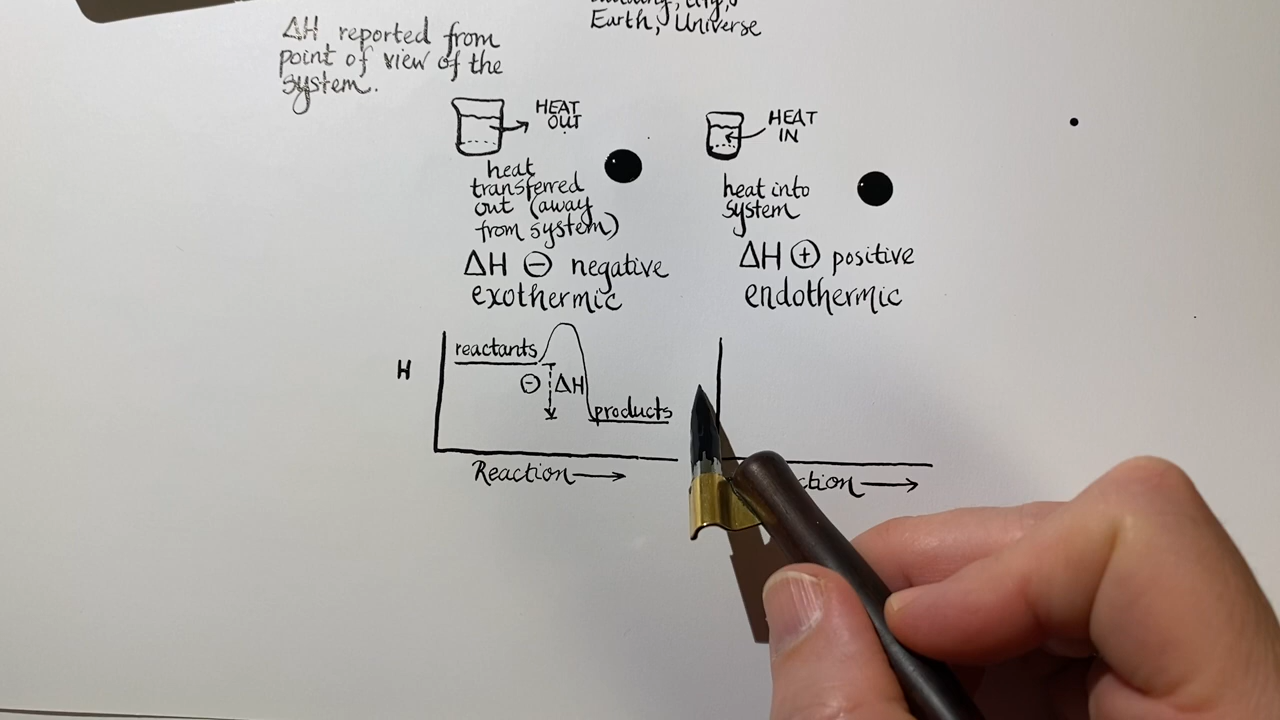 Earth, Universe
ΔH reported from
point of view of the
system.
HEAT
OUT
heat
transferred
out (away
from system)
ΔH ⊖ negative
exothermic
HEAT
IN
heat into
system
ΔH ⊕ positive
endothermic
H
reactants
⊖ ΔH
products
Reaction →
→